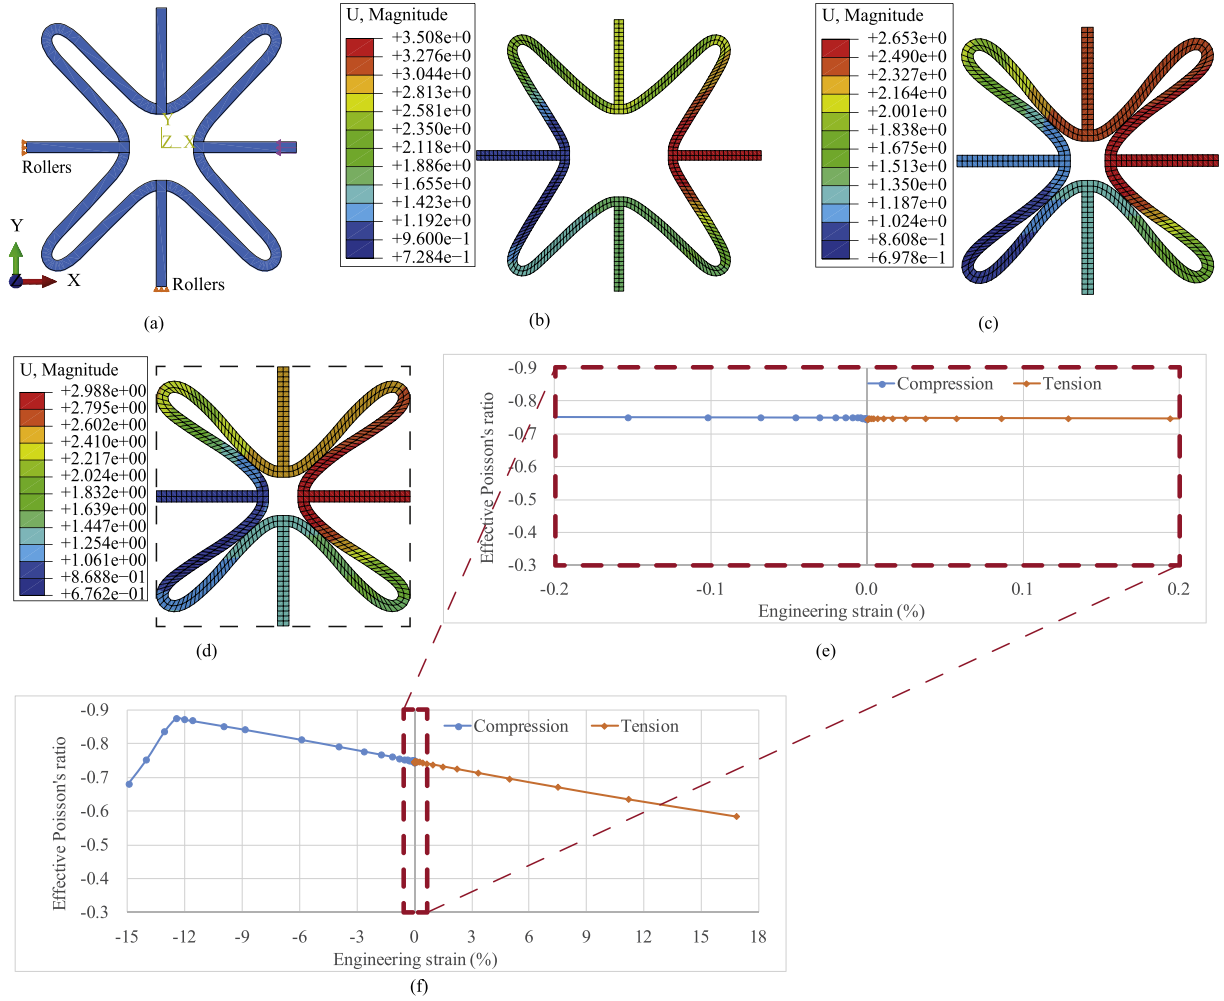 Y
Z
X
Rollers
Rollers
Y
Z
X
(a)
U, Magnitude
+3.508e+0
+3.276e+0
+3.044e+0
+2.813e+0
+2.581e+0
+2.350e+0
+2.118e+0
+1.886e+0
+1.655e+0
+1.423e+0
+1.192e+0
+9.600e−1
+7.284e−1
(b)
U, Magnitude
+2.653e+0
+2.490e+0
+2.327e+0
+2.164e+0
+2.001e+0
+1.838e+0
+1.675e+0
+1.513e+0
+1.350e+0
+1.187e+0
+1.024e+0
+8.608e−1
+6.978e−1
(c)
U, Magnitude
+2.988e+00
+2.795e+00
+2.602e+00
+2.410e+00
+2.217e+00
+2.024e+00
+1.832e+00
+1.639e+00
+1.447e+00
+1.254e+00
+1.061e+00
+8.688e−01
+6.762e−01
(d)
Effective Poisson's ratio
-0.9
-0.8
-0.7
-0.6
-0.5
-0.4
-0.3
Compression
Tension
-0.2 -0.1 0.0 0.1 0.2
Engineering strain (%)
(e)
Effective Poisson's ratio
-0.9
-0.8
-0.7
-0.6
-0.5
-0.4
-0.3
Compression
Tension
-15 -12 -9 -6 -3 0 3 6 9 12 15 18
Engineering strain (%)
(f)